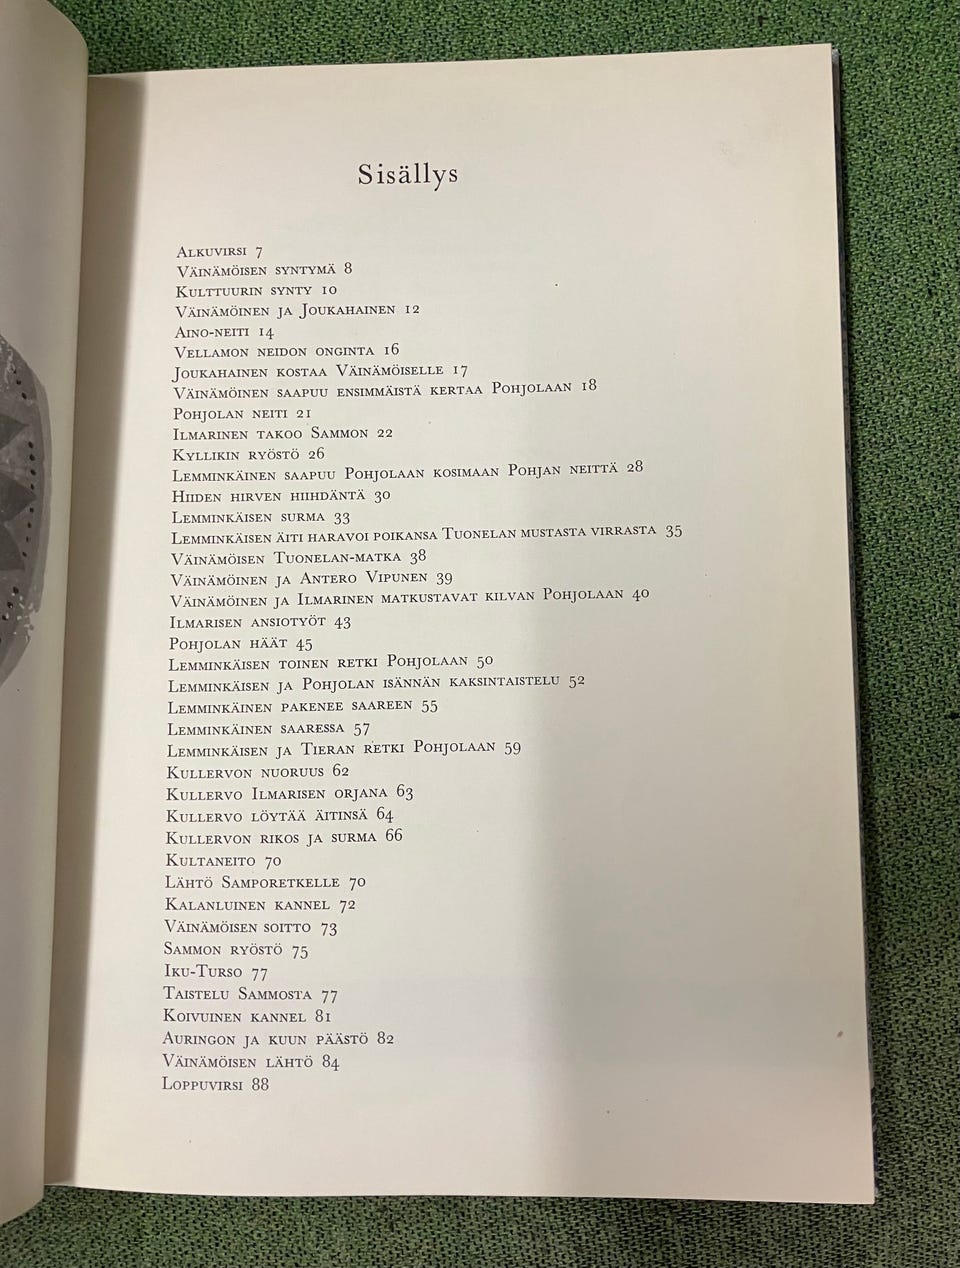 Sisällys
Alkuvirsi 7
Väinämöisen syntymä 8
Kulttuurin synty 10
Väinämöinen ja Joukahainen 12
Aino-neiti 14
Vellamon neidon onginta 16
Joukahainen kostaa Väinämöiselle 17
Väinämöinen saapuu ensimmäistä kertaa Pohjolaan 18
Pohjolan neiti 21
Ilmarinen takoo Sammon 22
Kyllikin ryöstö 26
Lemminkäinen saapuu Pohjolaan kosimaan Pohjan neittä 28
Hiiden hirven hiihdäntä 30
Lemminkäisen surma 33
Lemminkäisen äiti haravoi poikansa Tuonelan mustasta virrasta 35
Väinämöisen Tuonelan-matka 38
Väinämöinen ja Antero Vipunen 39
Väinämöinen ja Ilmarinen matkustavat kilvan Pohjolaan 40
Ilmarisen ansiotyöt 43
Pohjolan häät 45
Lemminkäisen toinen retki Pohjolaan 50
Lemminkäisen ja Pohjolan isännän kaksintaistelu 52
Lemminkäinen pakenee saareen 55
Lemminkäinen saaressa 57
Lemminkäisen ja Tieran retki Pohjolaan 59
Kullervon nuoruus 62
Kullervo Ilmarisen orjana 63
Kullervo löytää äitinsä 64
Kullervon rikos ja surma 66
Kultaneito 70
Lähtö Samporetkelle 70
Kalanluinen kannel 72
Väinämöisen soitto 73
Sammon ryöstö 75
Iku-Turso 77
Taistelu Sammosta 77
Koivuinen kannel 81
Auringon ja kuun päästö 82
Väinämöisen lähtö 84
Loppuvirsi 88